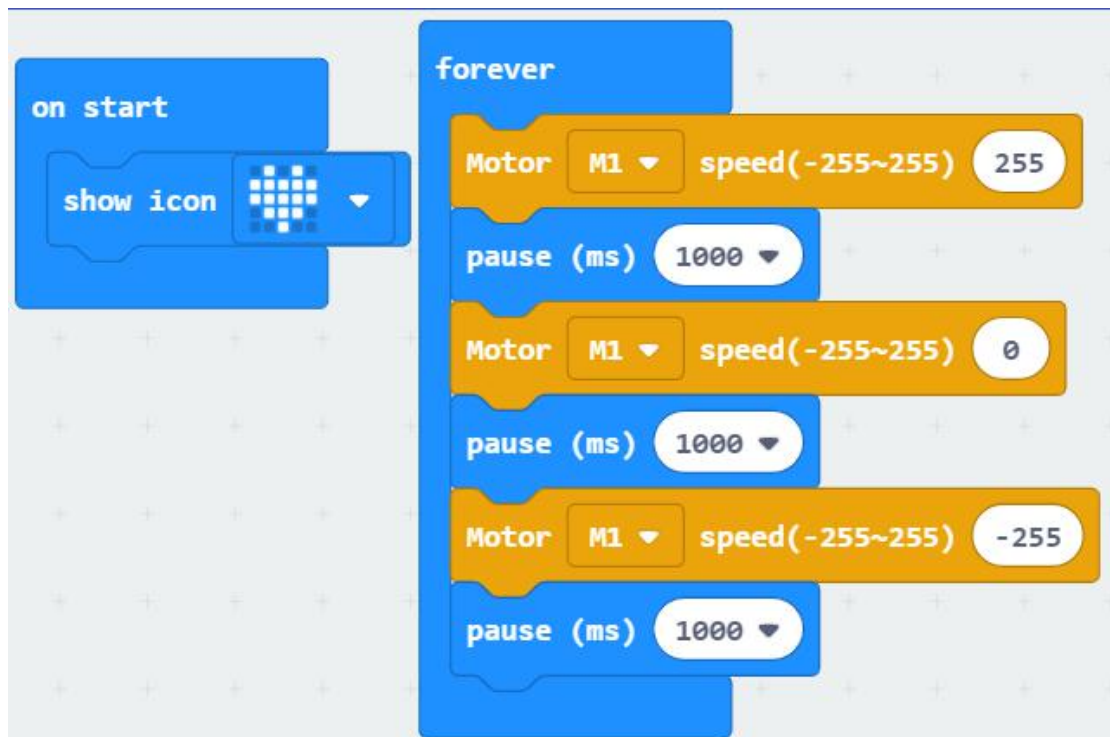 on start
show icon
forever
Motor M1 speed(-255~255) 255
pause (ms) 1000
Motor M1 speed(-255~255) 0
pause (ms) 1000
Motor M1 speed(-255~255) -255
pause (ms) 1000